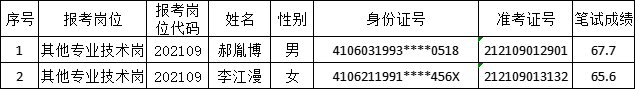 序号 报考岗位 报考岗位代码 姓名 性别 身份证号 准考证号 笔试成绩
1 其他专业技术岗 202109 郝胤博 男 4106031993****0518 212109012901 67.7
2 其他专业技术岗 202109 李江漫 女 4106211991****456X 212109013132 65.6